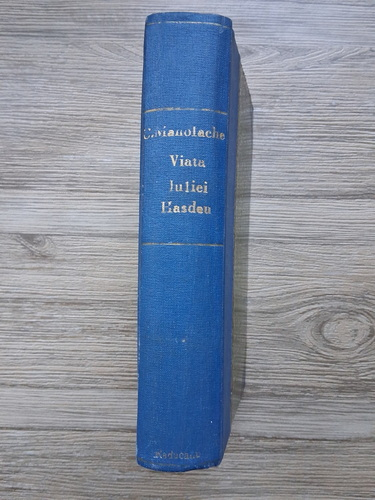 C. Manolache
Viata
Iuliei
Hasdeu